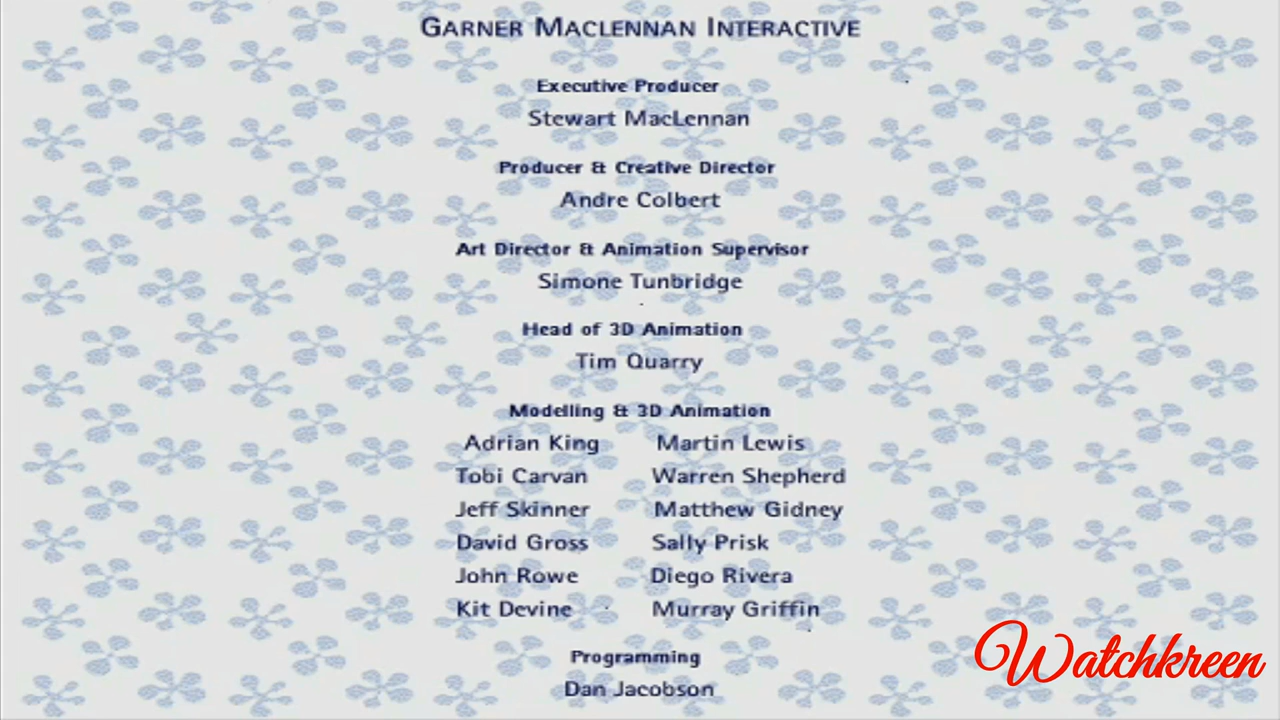 GARNER MACLENNAN INTERACTIVE
Executive Producer
Stewart MacLennan
Producer & Creative Director
Andre Colbert
Art Director & Animation Supervisor
Simone Tunbridge
Head of 3D Animation
Tim Quarry
Modelling & 3D Animation
Adrian King Martin Lewis
Tobi Carvan Warren Shepherd
Jeff Skinner Matthew Gidney
David Gross Sally Prisk
John Rowe Diego Rivera
Kit Devine Murray Griffin
Programming
Dan Jacobson
Watchkreen